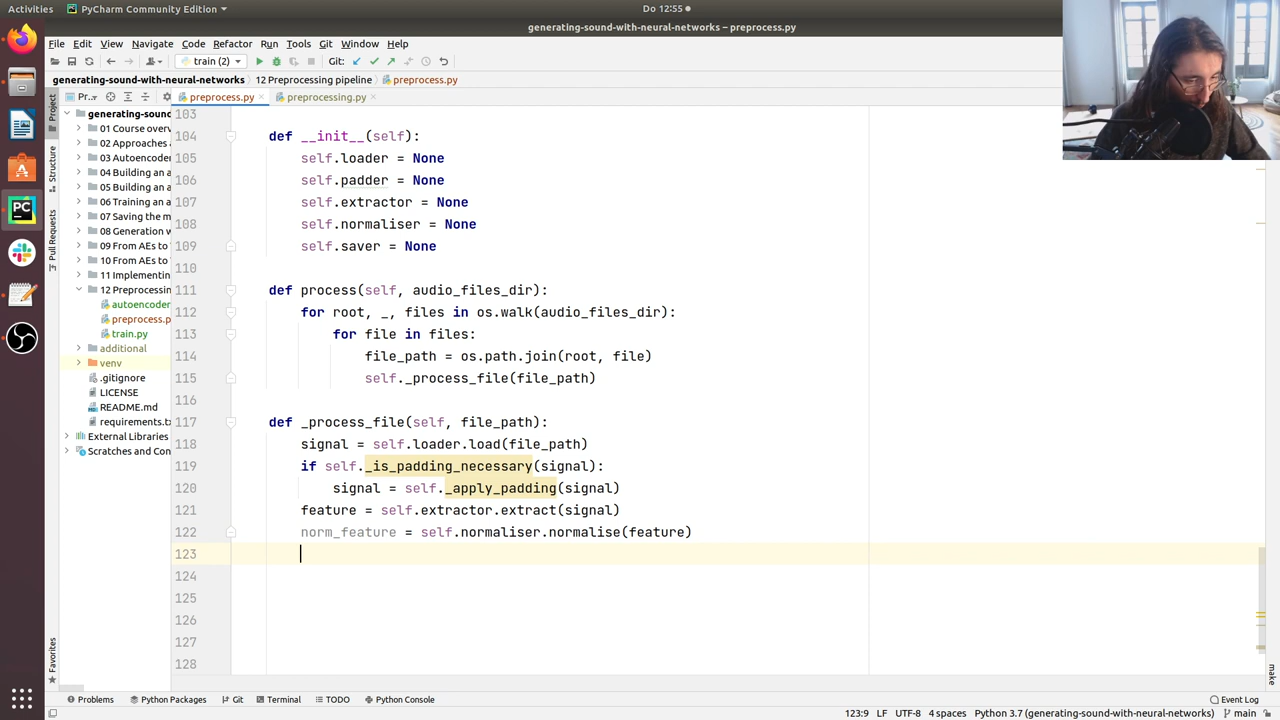 Activities PyCharm Community Edition Do 12:55
generating-sound-with-neural-networks – preprocess.py
File Edit View Navigate Code Refactor Run Tools Git Window Help
train (2) Git:
generating-sound-with-neural-networks 12 Preprocessing pipeline preprocess.py
Pr... preprocess.py preprocessing.py
Project
Structure
Pull Requests
Favorites
generating-sound
01 Course overv
02 Approaches
03 Autoencoder
04 Building an a
05 Building an a
06 Training an a
07 Saving the m
08 Generation w
09 From AEs to
10 From AEs to
11 Implementin
12 Preprocessin
autoencoder
preprocess.p
train.py
additional
venv
.gitignore
LICENSE
README.md
requirements.tx
External Libraries
Scratches and Con
103
104 def __init__(self):
105 self.loader = None
106 self.padder = None
107 self.extractor = None
108 self.normaliser = None
109 self.saver = None
110
111 def process(self, audio_files_dir):
112 for root, _, files in os.walk(audio_files_dir):
113 for file in files:
114 file_path = os.path.join(root, file)
115 self._process_file(file_path)
116
117 def _process_file(self, file_path):
118 signal = self.loader.load(file_path)
119 if self._is_padding_necessary(signal):
120 signal = self._apply_padding(signal)
121 feature = self.extractor.extract(signal)
122 norm_feature = self.normaliser.normalise(feature)
123
124
125
126
127
128
make
Problems Python Packages Git Terminal TODO Python Console Event Log
123:9 LF UTF-8 4 spaces Python 3.7 (generating-sound-with-neural-networks) main